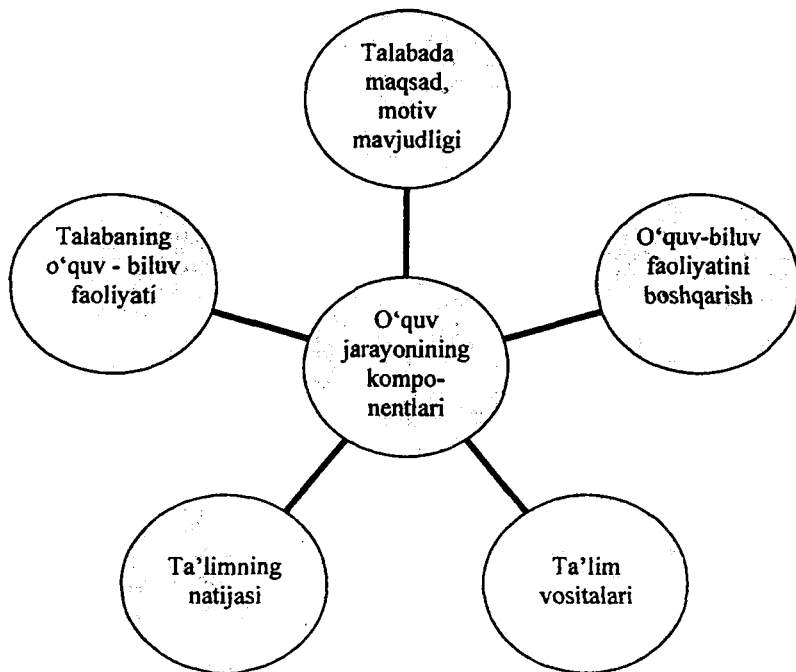 Talabada
maqsad,
motiv
mavjudligi
Talabaning
o‘quv - biluv
faoliyati
O‘quv-biluv
faoliyatini
boshqarish
O‘quv
jarayonining
kompo-
nentlari
Ta’limning
natijasi
Ta’lim
vositalari